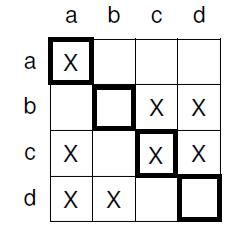 a b c d
a X
b X X
c X X X
d X X